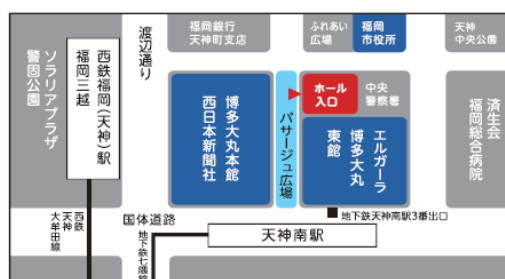 福岡銀行
天神町支店
ふれあい
広場
福岡
市役所
天神
中央公園
渡辺通り
ソラリアプラザ
警固公園
西鉄福岡(天神)駅
福岡三越
博多大丸本館
西日本新聞社
パサージュ広場
ホール
入口
中央
警察署
エルガーラ
博多大丸
東館
済生会
福岡総合病院
西鉄
天神
大牟田線
国体道路
地下鉄七隈線
地下鉄天神南駅3番出口
天神南駅